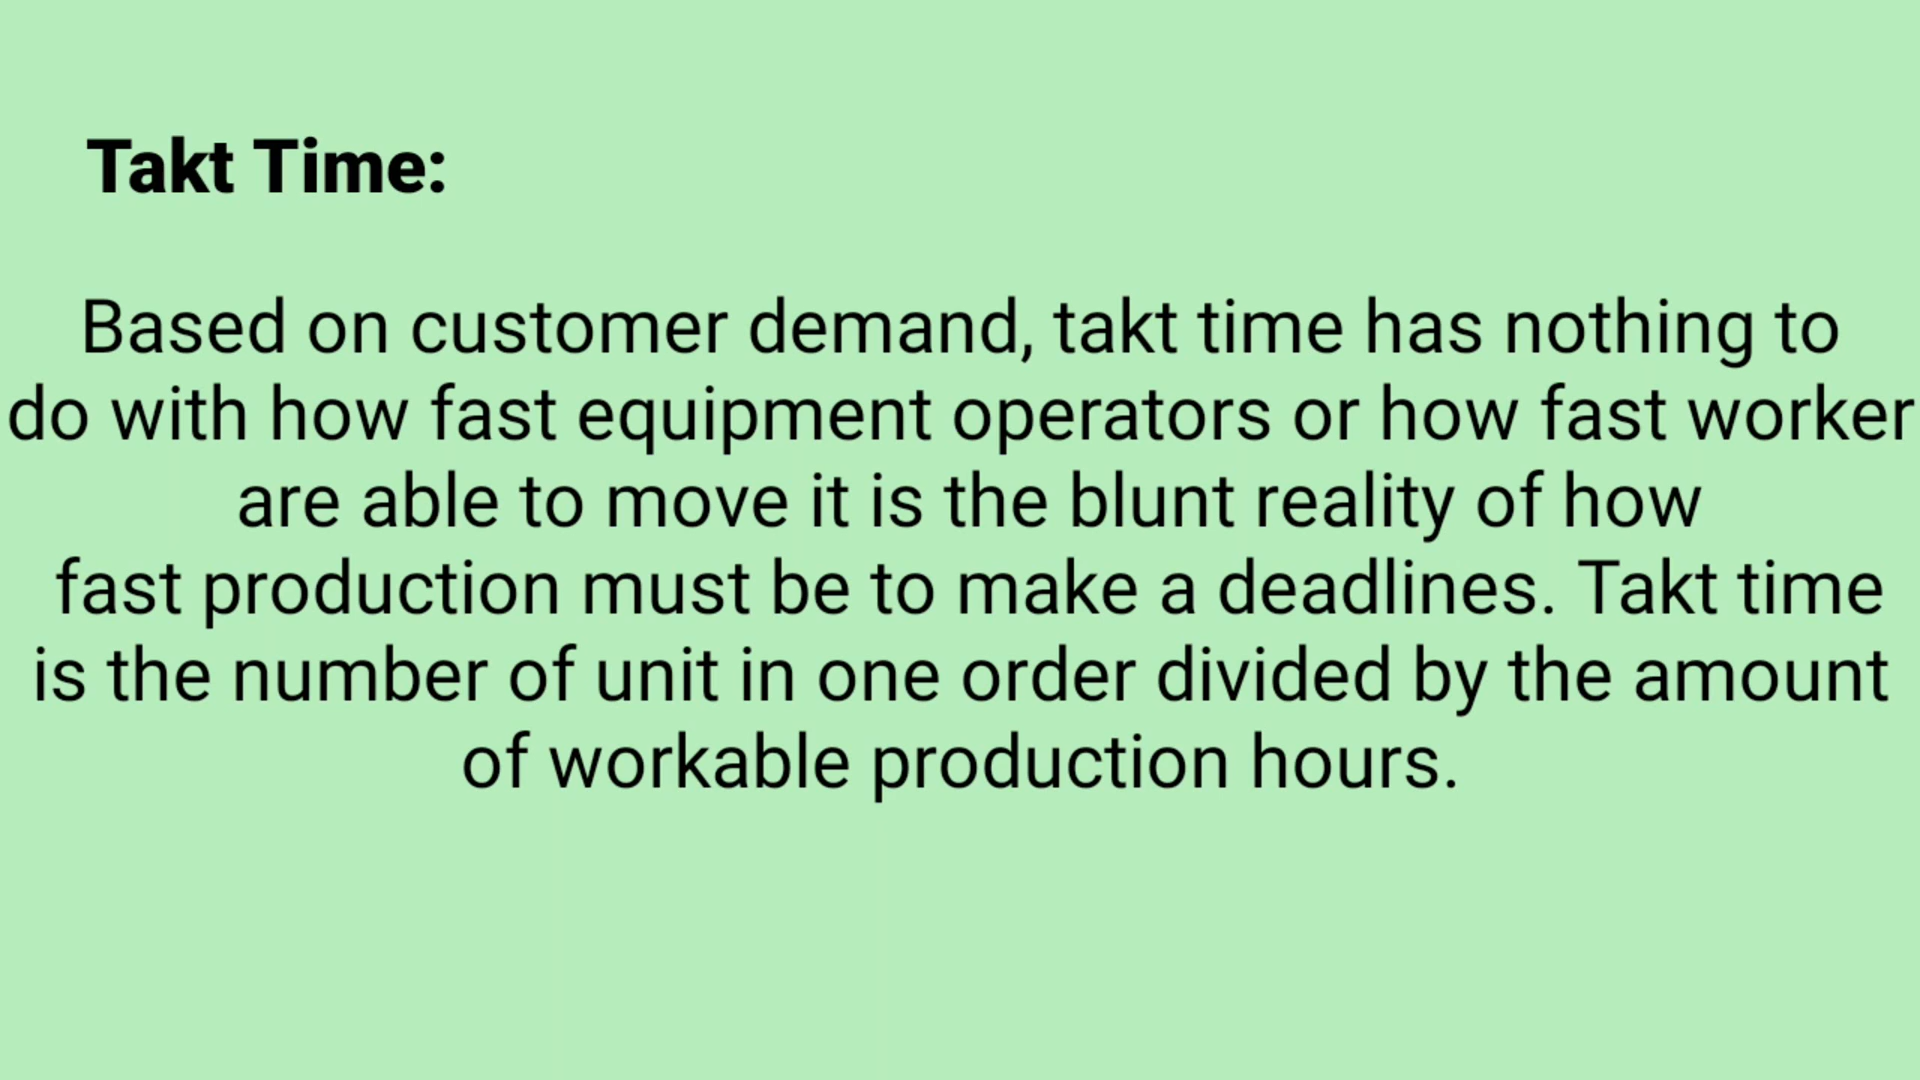 Takt Time:
Based on customer demand, takt time has nothing to
do with how fast equipment operators or how fast worker
are able to move it is the blunt reality of how
fast production must be to make a deadlines. Takt time
is the number of unit in one order divided by the amount
of workable production hours.